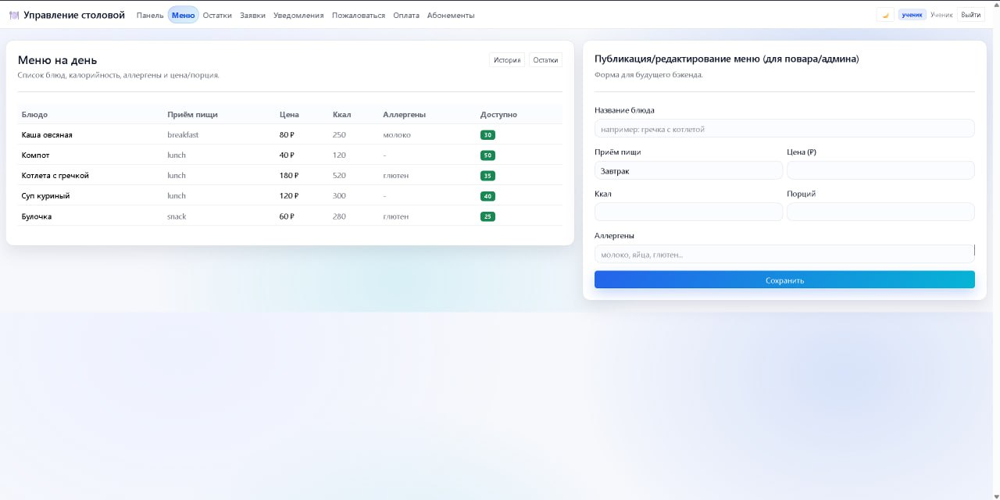 Управление столовой Панель Меню Остатки Заявки Уведомления Пожаловаться Оплата Абонементы ученик Ученик Выйти
Меню на день История Остатки
Список блюд, калорийность, аллергены и цена/порция.
Блюдо Приём пищи Цена Ккал Аллергены Доступно
Каша овсяная breakfast 80 ₽ 250 молоко 30
Компот lunch 40 ₽ 120 - 50
Котлета с гречкой lunch 180 ₽ 520 глютен 35
Суп куриный lunch 120 ₽ 300 - 40
Булочка snack 60 ₽ 280 глютен 25
Публикация/редактирование меню (для повара/админа)
Форма для будущего бэкенда.
Название блюда
например: гречка с котлетой
Приём пищи Цена (₽)
Завтрак
Ккал Порций
Аллергены
молоко, яйца, глютен...
Сохранить